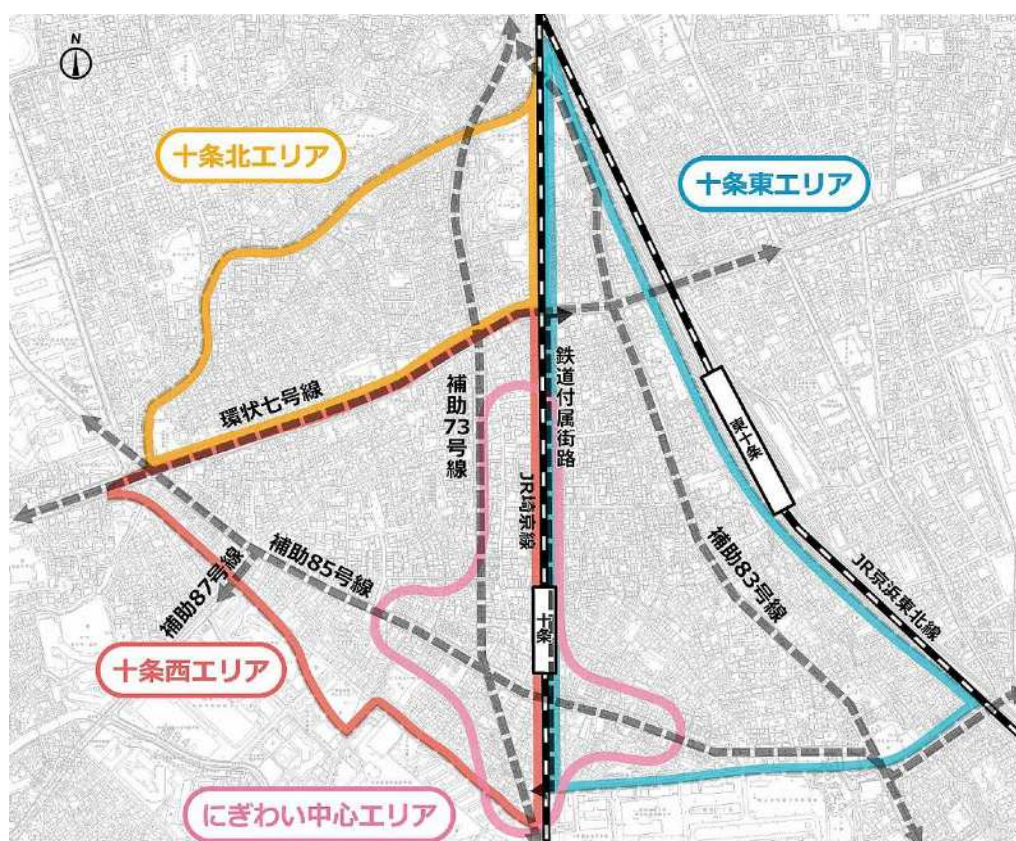 N
十条北エリア
十条東エリア
環状七号線
補助73号線
鉄道付属街路
JR埼京線
東十条
補助87号線
補助85号線
補助83号線
JR京浜東北線
十条
十条西エリア
にぎわい中心エリア